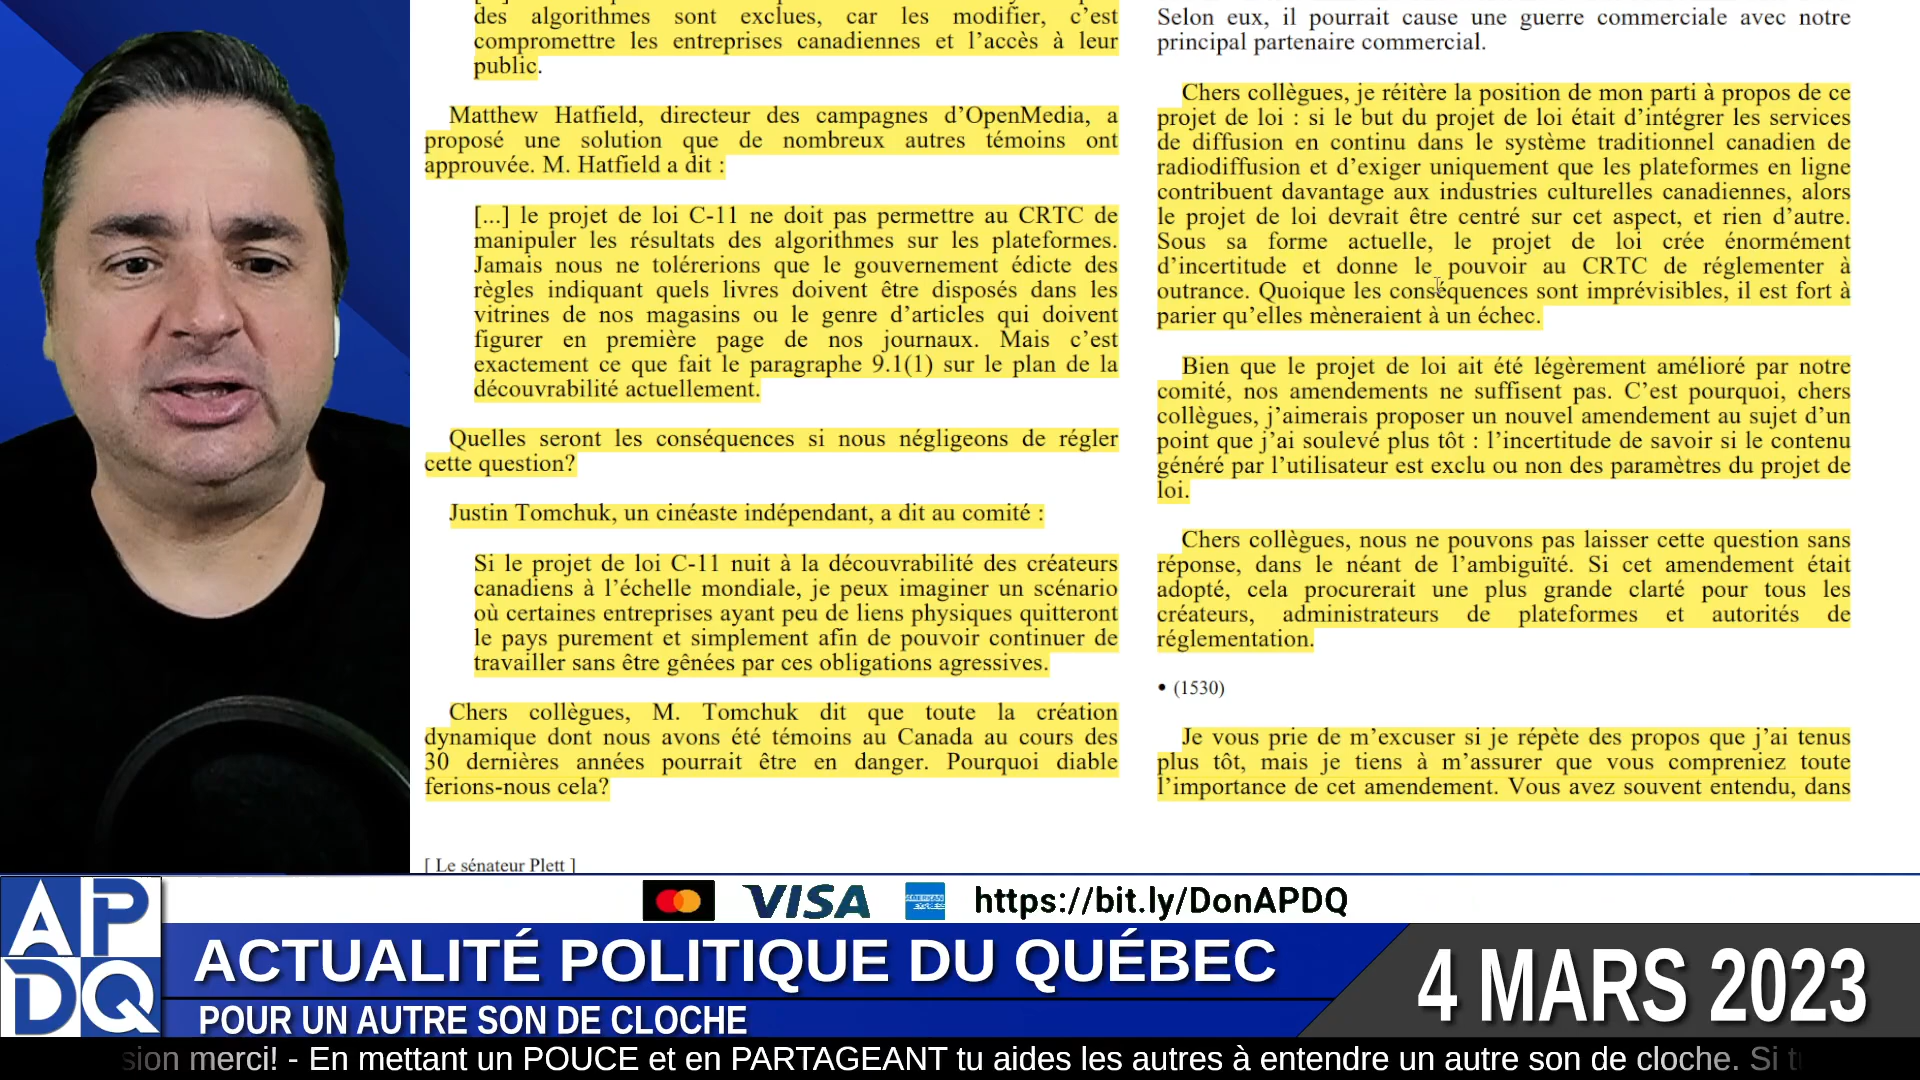 des algorithmes sont exclues, car les modifier, c’est
compromettre les entreprises canadiennes et l’accès à leur
public.
Matthew Hatfield, directeur des campagnes d’OpenMedia, a
proposé une solution que de nombreux autres témoins ont
approuvée. M. Hatfield a dit :
[...] le projet de loi C-11 ne doit pas permettre au CRTC de
manipuler les résultats des algorithmes sur les plateformes.
Jamais nous ne tolérerions que le gouvernement édicte des
règles indiquant quels livres doivent être disposés dans les
vitrines de nos magasins ou le genre d’articles qui doivent
figurer en première page de nos journaux. Mais c’est
exactement ce que fait le paragraphe 9.1(1) sur le plan de la
découvrabilité actuellement.
Quelles seront les conséquences si nous négligeons de régler
cette question?
Justin Tomchuk, un cinéaste indépendant, a dit au comité :
Si le projet de loi C-11 nuit à la découvrabilité des créateurs
canadiens à l’échelle mondiale, je peux imaginer un scénario
où certaines entreprises ayant peu de liens physiques quitteront
le pays purement et simplement afin de pouvoir continuer de
travailler sans être gênées par ces obligations agressives.
Chers collègues, M. Tomchuk dit que toute la création
dynamique dont nous avons été témoins au Canada au cours des
30 dernières années pourrait être en danger. Pourquoi diable
ferions-nous cela?
[ Le sénateur Plett ]
Selon eux, il pourrait cause une guerre commerciale avec notre
principal partenaire commercial.
Chers collègues, je réitère la position de mon parti à propos de ce
projet de loi : si le but du projet de loi était d’intégrer les services
de diffusion en continu dans le système traditionnel canadien de
radiodiffusion et d’exiger uniquement que les plateformes en ligne
contribuent davantage aux industries culturelles canadiennes, alors
le projet de loi devrait être centré sur cet aspect, et rien d’autre.
Sous sa forme actuelle, le projet de loi crée énormément
d’incertitude et donne le pouvoir au CRTC de réglementer à
outrance. Quoique les conséquences sont imprévisibles, il est fort à
parier qu’elles mèneraient à un échec.
Bien que le projet de loi ait été légèrement amélioré par notre
comité, nos amendements ne suffisent pas. C’est pourquoi, chers
collègues, j’aimerais proposer un nouvel amendement au sujet d’un
point que j’ai soulevé plus tôt : l’incertitude de savoir si le contenu
généré par l’utilisateur est exclu ou non des paramètres du projet de
loi.
Chers collègues, nous ne pouvons pas laisser cette question sans
réponse, dans le néant de l’ambiguïté. Si cet amendement était
adopté, cela procurerait une plus grande clarté pour tous les
créateurs, administrateurs de plateformes et autorités de
réglementation.
• (1530)
Je vous prie de m’excuser si je répète des propos que j’ai tenus
plus tôt, mais je tiens à m’assurer que vous compreniez toute
l’importance de cet amendement. Vous avez souvent entendu, dans
VISA
AMERICAN EXPRESS
https://bit.ly/DonAPDQ
APDQ
ACTUALITÉ POLITIQUE DU QUÉBEC
POUR UN AUTRE SON DE CLOCHE
4 MARS 2023
sion merci! - En mettant un POUCE et en PARTAGEANT tu aides les autres à entendre un autre son de cloche. Si t